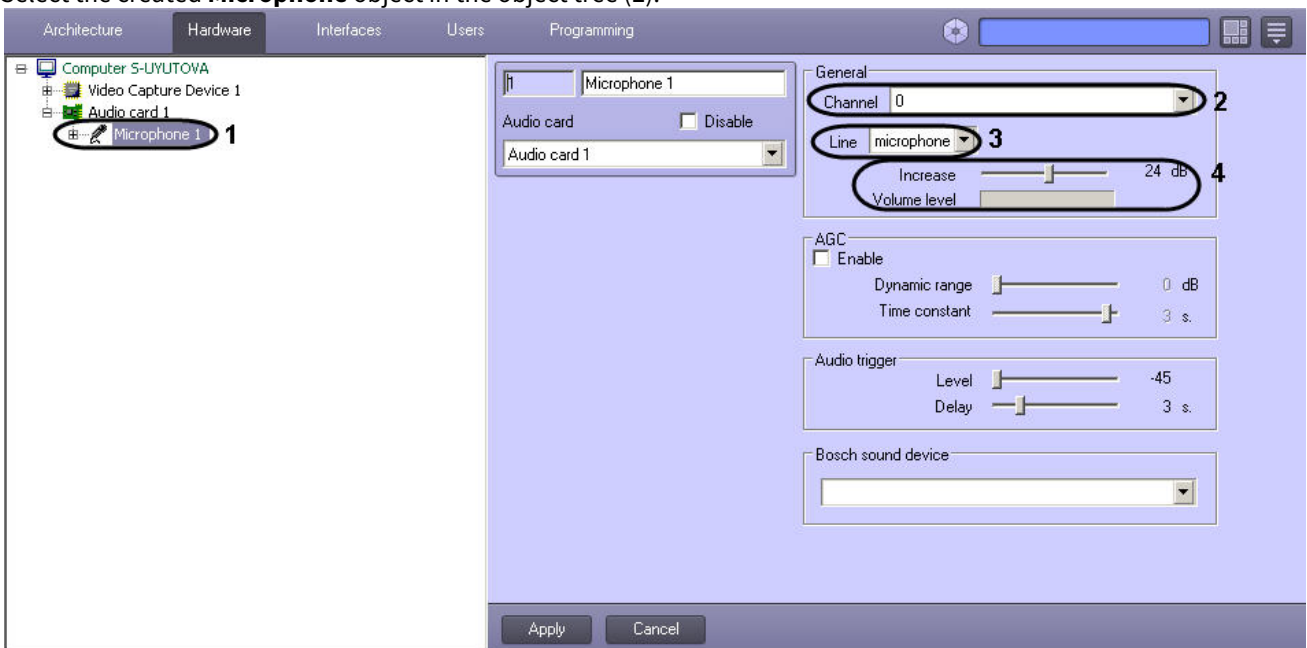 Select the created Microphone object in the object tree (1).
Architecture Hardware Interfaces Users Programming
Computer S-UYUTOVA
Video Capture Device 1
Audio card 1
Microphone 1 1
1 Microphone 1
Audio card Disable
Audio card 1
General
Channel 0 2
Line microphone 3
Increase 24 dB 4
Volume level
AGC
Enable
Dynamic range 0 dB
Time constant 3 s.
Audio trigger
Level -45
Delay 3 s.
Bosch sound device
Apply Cancel